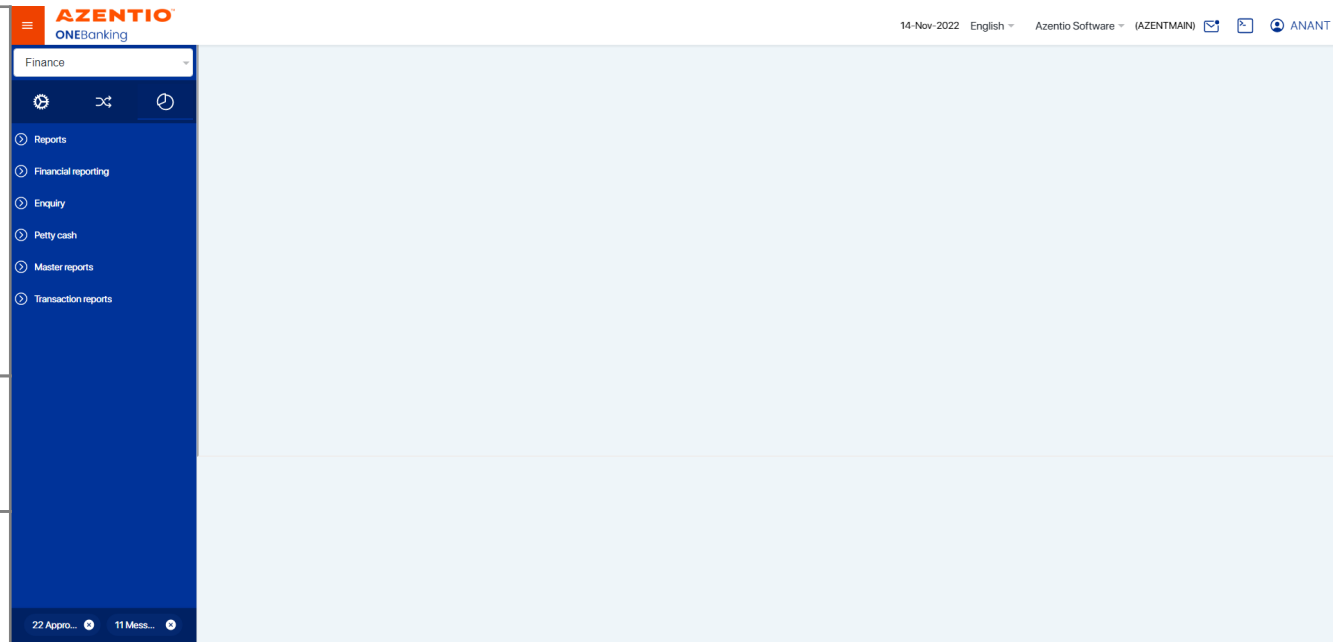 AZENTIO™
ONEBanking
14-Nov-2022 English Azentio Software (AZENTMAIN) ANANT
Finance
Reports
Financial reporting
Enquiry
Petty cash
Master reports
Transaction reports
22 Appro... 11 Mess...